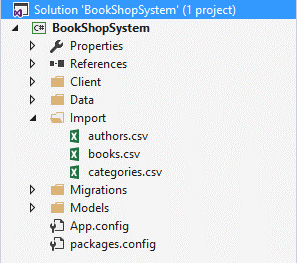 Solution 'BookShopSystem' (1 project)
C# BookShopSystem
Properties
References
Client
Data
Import
authors.csv
books.csv
categories.csv
Migrations
Models
App.config
packages.config